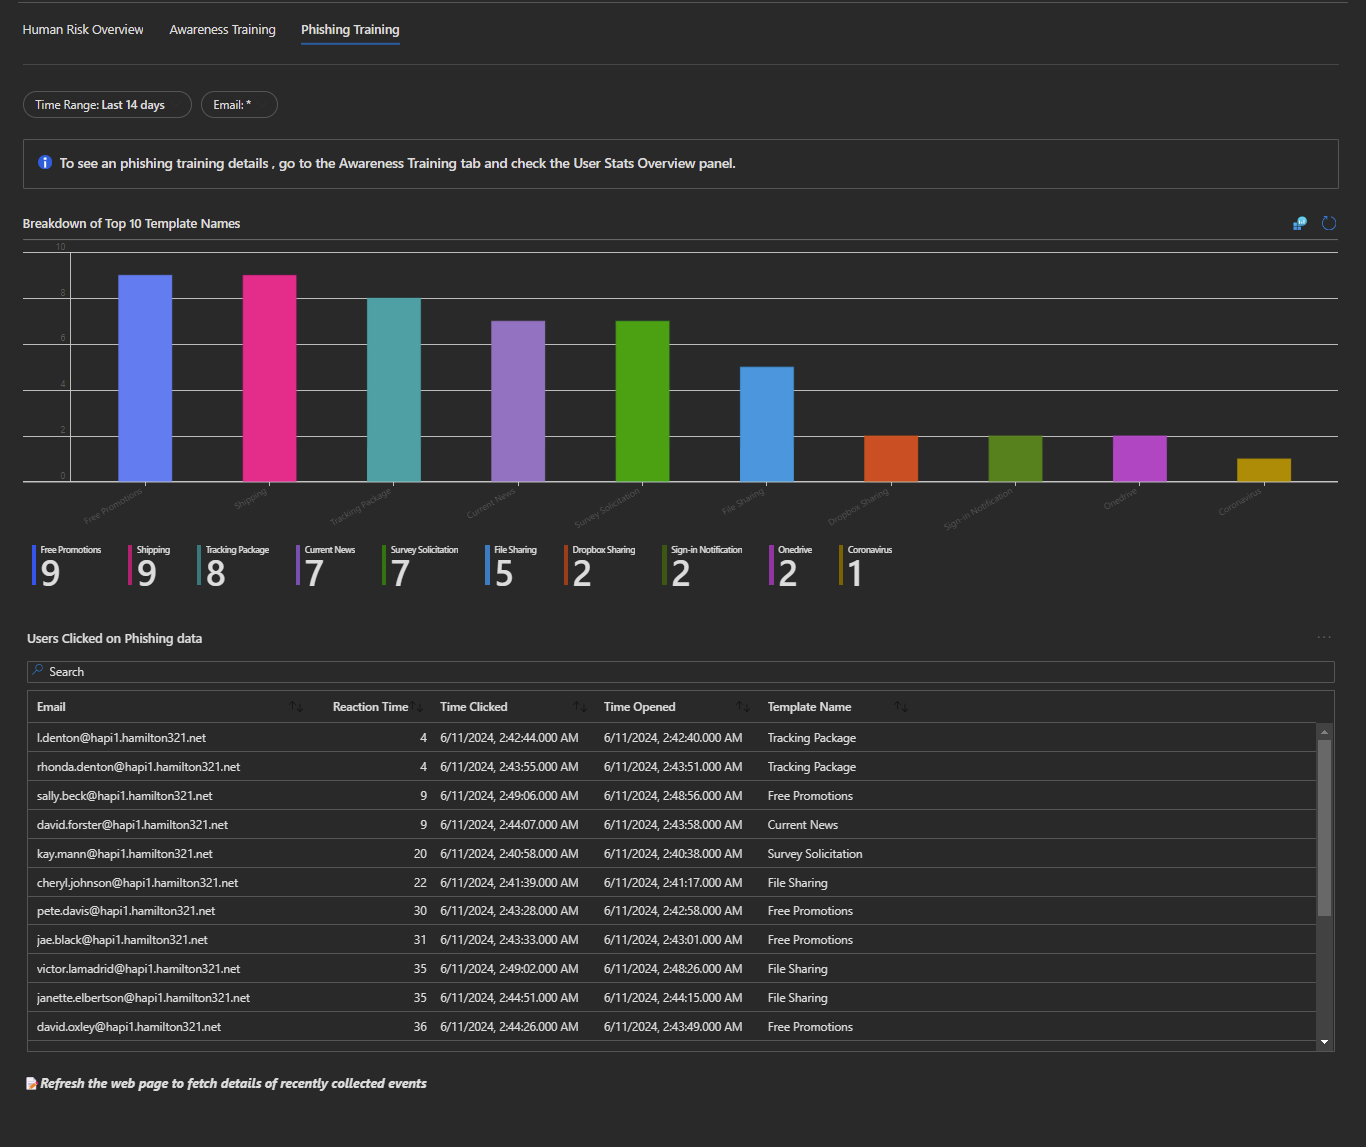 Human Risk Overview Awareness Training Phishing Training
Time Range: Last 14 days Email: *
To see an phishing training details , go to the Awareness Training tab and check the User Stats Overview panel.
Breakdown of Top 10 Template Names
10
8
6
4
2
0
Free Promotions Shipping Tracking Package Current News Survey Solicitation File Sharing Dropbox Sharing Sign-in Notification Onedrive Coronavirus
Free Promotions Shipping Tracking Package Current News Survey Solicitation File Sharing Dropbox Sharing Sign-in Notification Onedrive Coronavirus
9 9 8 7 7 5 2 2 2 1
Users Clicked on Phishing data
Search
Email Reaction Time Time Clicked Time Opened Template Name
l.denton@hapi1.hamilton321.net 4 6/11/2024, 2:42:44.000 AM 6/11/2024, 2:42:40.000 AM Tracking Package
rhonda.denton@hapi1.hamilton321.net 4 6/11/2024, 2:43:55.000 AM 6/11/2024, 2:43:51.000 AM Tracking Package
sally.beck@hapi1.hamilton321.net 9 6/11/2024, 2:49:06.000 AM 6/11/2024, 2:48:56.000 AM Free Promotions
david.forster@hapi1.hamilton321.net 9 6/11/2024, 2:44:07.000 AM 6/11/2024, 2:43:58.000 AM Current News
kay.mann@hapi1.hamilton321.net 20 6/11/2024, 2:40:58.000 AM 6/11/2024, 2:40:38.000 AM Survey Solicitation
cheryl.johnson@hapi1.hamilton321.net 22 6/11/2024, 2:41:39.000 AM 6/11/2024, 2:41:17.000 AM File Sharing
pete.davis@hapi1.hamilton321.net 30 6/11/2024, 2:43:28.000 AM 6/11/2024, 2:42:58.000 AM Free Promotions
jae.black@hapi1.hamilton321.net 31 6/11/2024, 2:43:33.000 AM 6/11/2024, 2:43:01.000 AM Free Promotions
victor.lamadrid@hapi1.hamilton321.net 35 6/11/2024, 2:49:02.000 AM 6/11/2024, 2:48:26.000 AM File Sharing
janette.elbertson@hapi1.hamilton321.net 35 6/11/2024, 2:44:51.000 AM 6/11/2024, 2:44:15.000 AM File Sharing
david.oxley@hapi1.hamilton321.net 36 6/11/2024, 2:44:26.000 AM 6/11/2024, 2:43:49.000 AM Free Promotions
Refresh the web page to fetch details of recently collected events